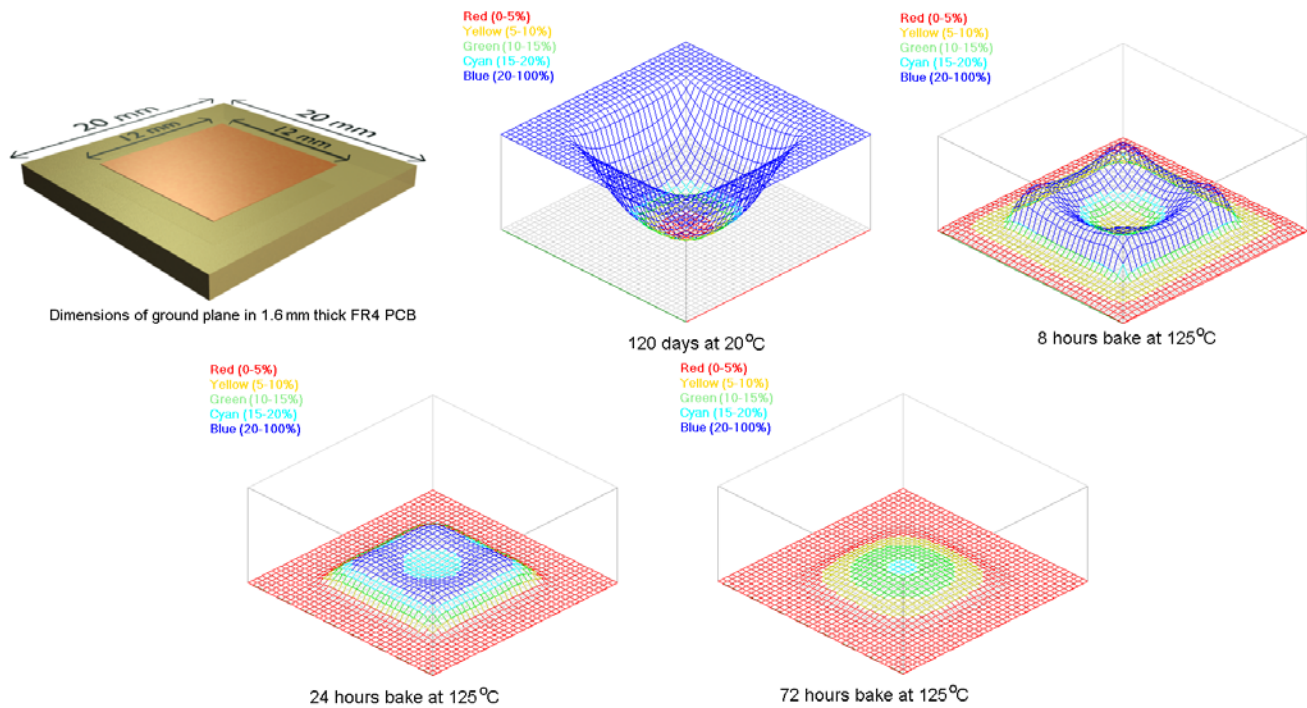 20 mm
20 mm
12 mm
12 mm
Dimensions of ground plane in 1.6 mm thick FR4 PCB
Red (0-5%)
Yellow (5-10%)
Green (10-15%)
Cyan (15-20%)
Blue (20-100%)
120 days at 20°C
Red (0-5%)
Yellow (5-10%)
Green (10-15%)
Cyan (15-20%)
Blue (20-100%)
8 hours bake at 125°C
Red (0-5%)
Yellow (5-10%)
Green (10-15%)
Cyan (15-20%)
Blue (20-100%)
24 hours bake at 125°C
Red (0-5%)
Yellow (5-10%)
Green (10-15%)
Cyan (15-20%)
Blue (20-100%)
72 hours bake at 125°C